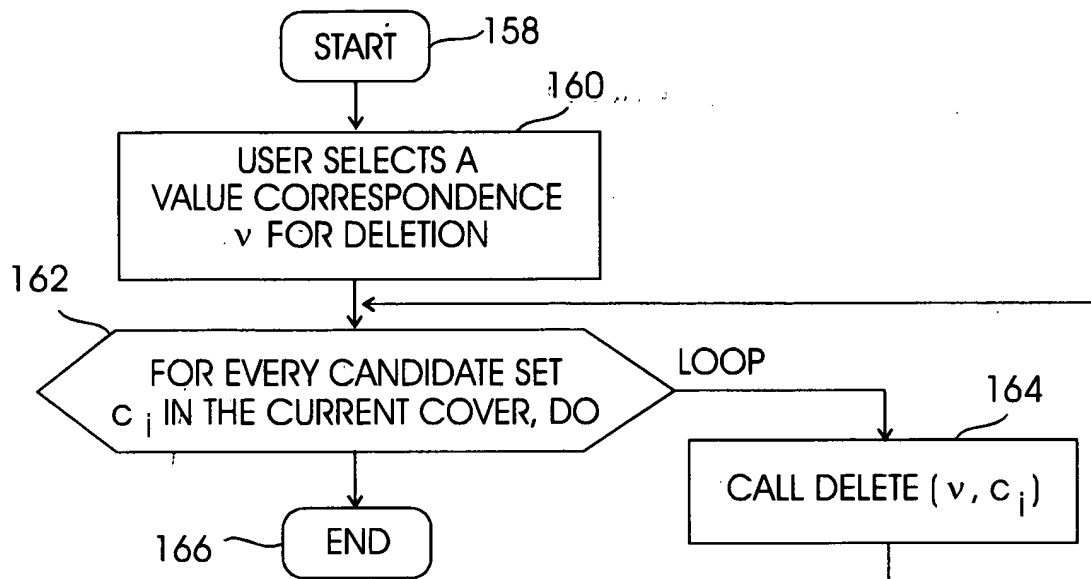 START
158
160
USER SELECTS A
VALUE CORRESPONDENCE
ν FOR DELETION
162
FOR EVERY CANDIDATE SET
c i IN THE CURRENT COVER, DO
LOOP
164
CALL DELETE ( ν , c i )
END
166